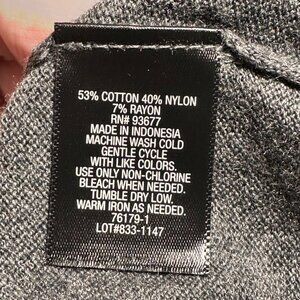 53% COTTON 40% NYLON
7% RAYON
RN# 93677
MADE IN INDONESIA
MACHINE WASH COLD
GENTLE CYCLE
WITH LIKE COLORS.
USE ONLY NON-CHLORINE
BLEACH WHEN NEEDED.
TUMBLE DRY LOW.
WARM IRON AS NEEDED.
76179-1
LOT#833-1147